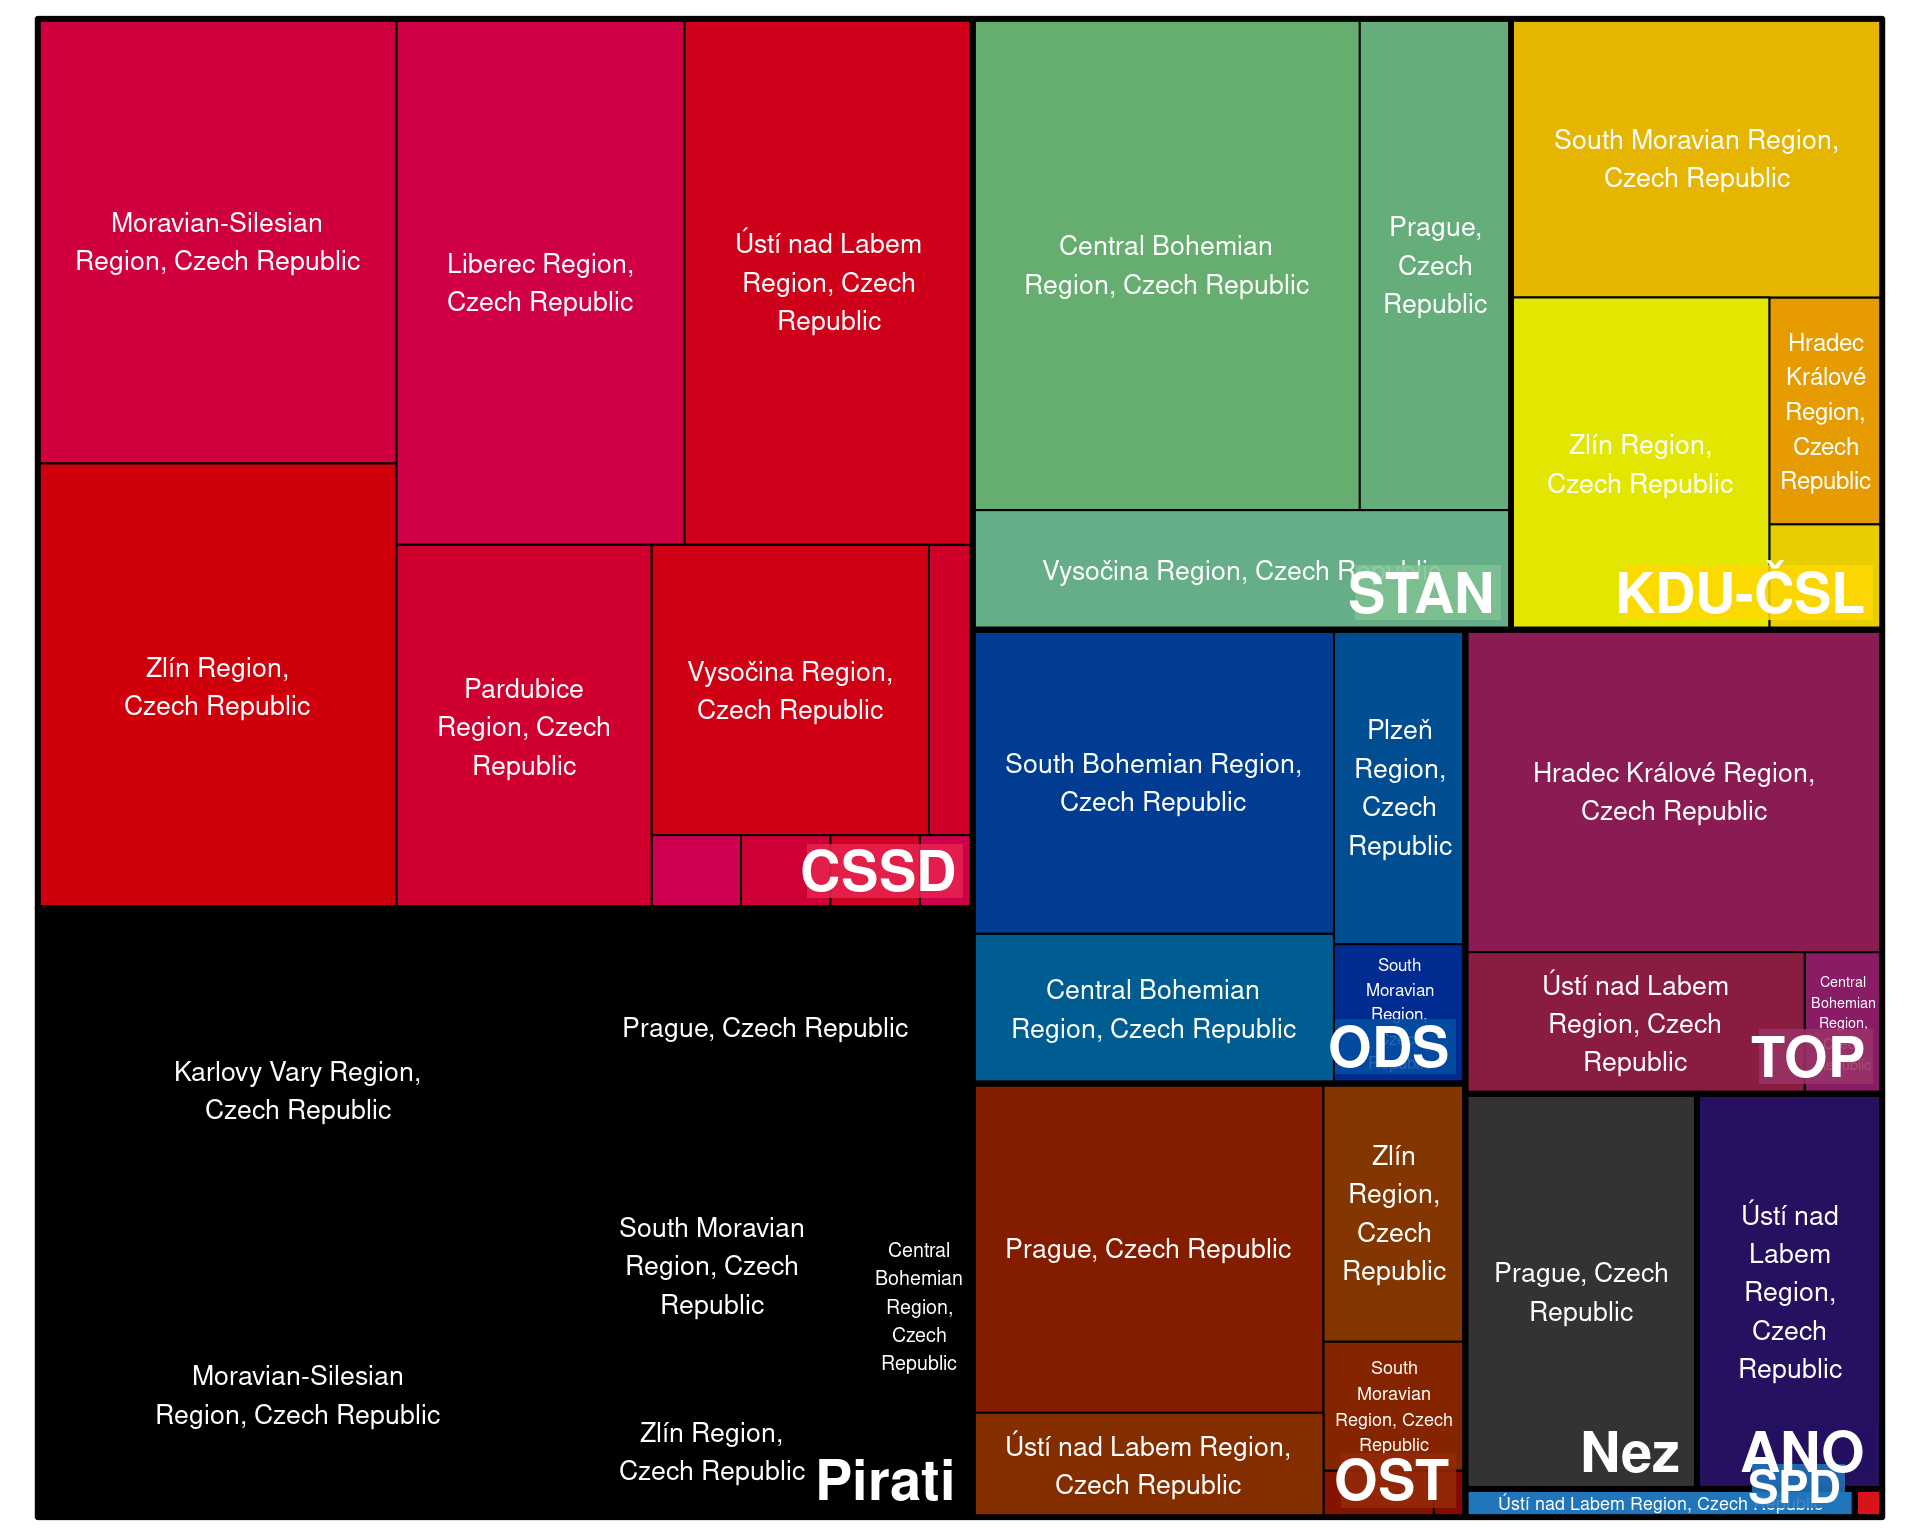 Moravian-Silesian
Region, Czech Republic
Liberec Region,
Czech Republic
Ústí nad Labem
Region, Czech
Republic
Zlín Region,
Czech Republic
Pardubice
Region, Czech
Republic
Vysočina Region,
Czech Republic
CSSD
Central Bohemian
Region, Czech Republic
Prague,
Czech
Republic
Vysočina Region, Czech Republic
STAN
South Moravian Region,
Czech Republic
Zlín Region,
Czech Republic
Hradec
Králové
Region,
Czech
Republic
KDU-ČSL
South Bohemian Region,
Czech Republic
Plzeň
Region,
Czech
Republic
Central Bohemian
Region, Czech Republic
South
Moravian
Region,
ODS
Hradec Králové Region,
Czech Republic
Ústí nad Labem
Region, Czech
Republic
Central
Bohemian
Region,
TOP
Karlovy Vary Region,
Czech Republic
Prague, Czech Republic
Moravian-Silesian
Region, Czech Republic
South Moravian
Region, Czech
Republic
Central
Bohemian
Region,
Czech
Republic
Zlín Region,
Czech Republic
Pirati
Prague, Czech Republic
Zlín
Region,
Czech
Republic
Ústí nad Labem Region,
Czech Republic
South
Moravian
Region, Czech
Republic
OST
Prague, Czech
Republic
Nez
Ústí nad
Labem
Region,
Czech
Republic
ANO
Ústí nad Labem Region, Czech Republic
SPD